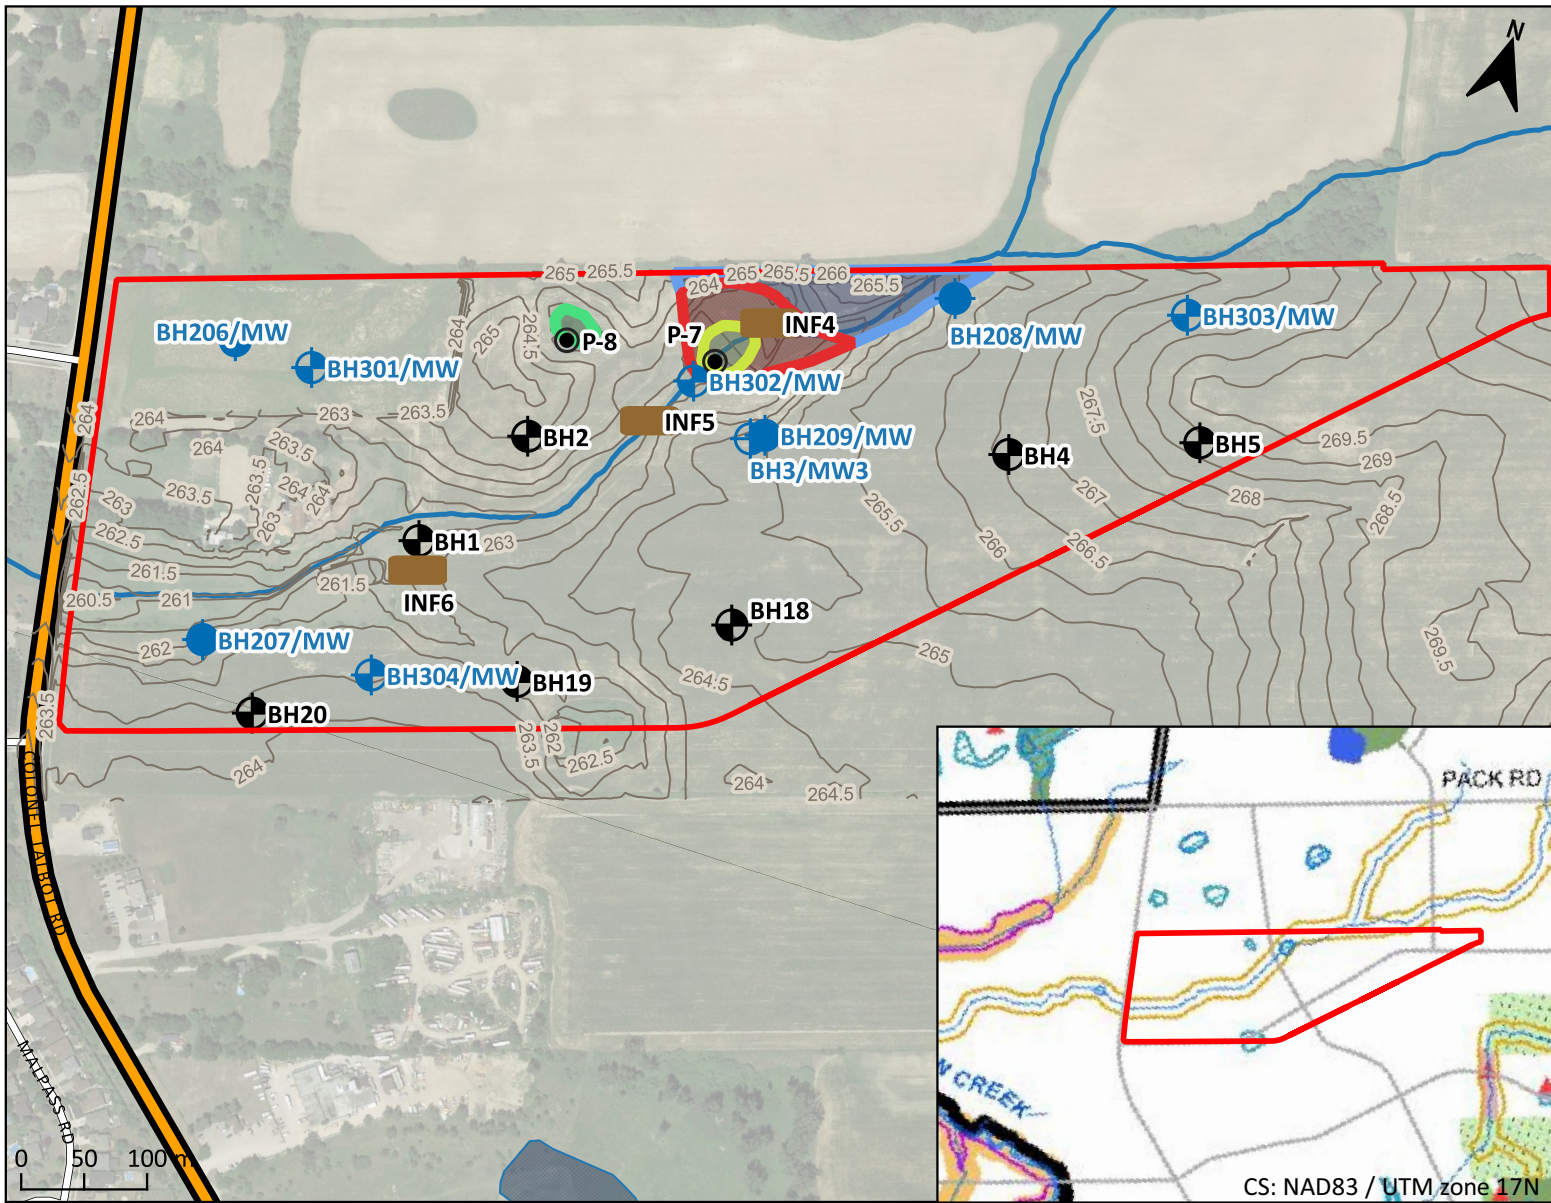 N
265
265.5
264
265
265.5
266
265.5
264
265
264.5
BH206/MW
BH301/MW
P-8
P-7
INF4
BH208/MW
BH303/MW
BH302/MW
INF5
BH2
BH209/MW
BH3/MW3
BH4
BH5
264
264
263
263.5
264
263.5
263.5
264
264
263.5
263
263
262.5
262.5
267.5
269.5
269
268
268.5
267
266.5
266
265.5
BH1
263
261.5
261.5
260.5
261
INF6
BH18
BH207/MW
262
BH304/MW
BH19
BH20
264.5
265
269.5
263.5
263.5
262
262.5
264
264
264.5
COLONEL TALBOT RD
MALPASS RD
0 50 100 m
PACK RD
N CREEK
CS: NAD83 / UTM zone 17N